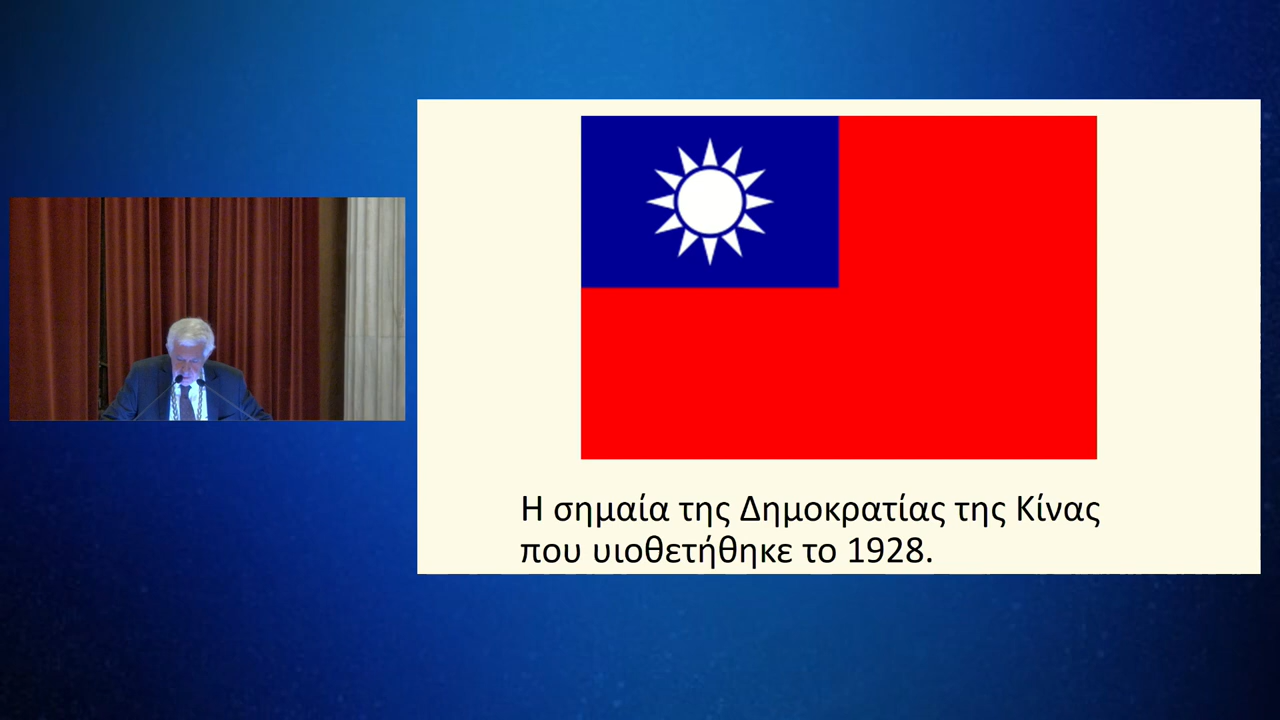 Η σημαία της Δημοκρατίας της Κίνας
που υιοθετήθηκε το 1928.